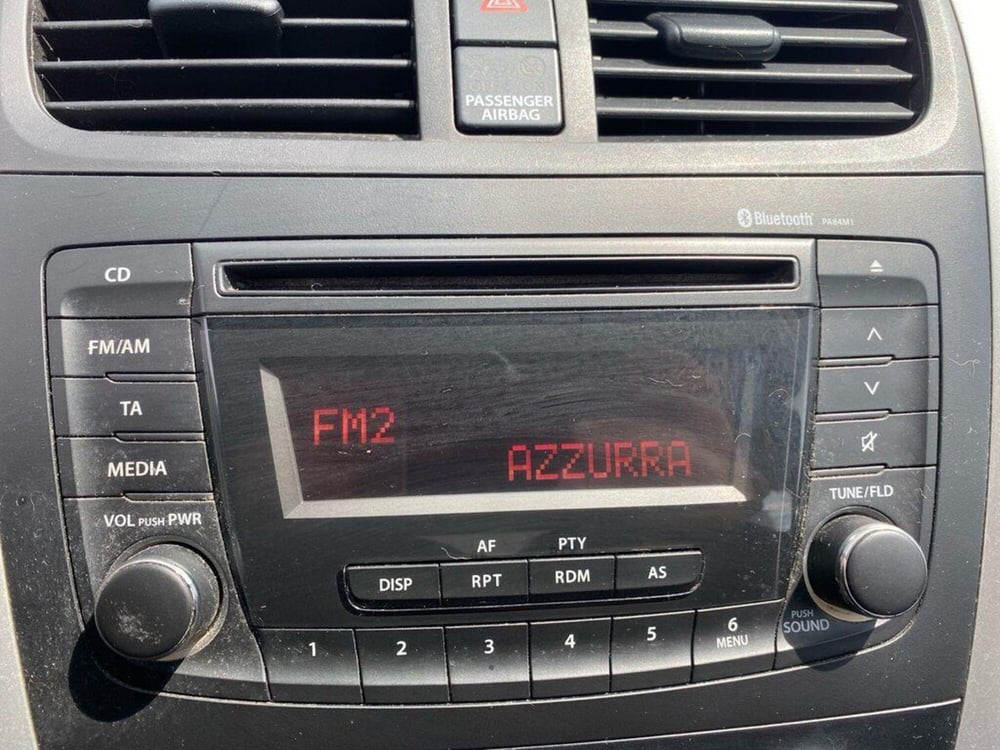 PASSENGER
AIRBAG
Bluetooth PA84M1
CD
FM/AM
TA
MEDIA
VOL PUSH PWR
FM2
AZZURRA
TUNE/FLD
AF PTY
DISP RPT RDM AS
PUSH
SOUND
1 2 3 4 5 6
MENU